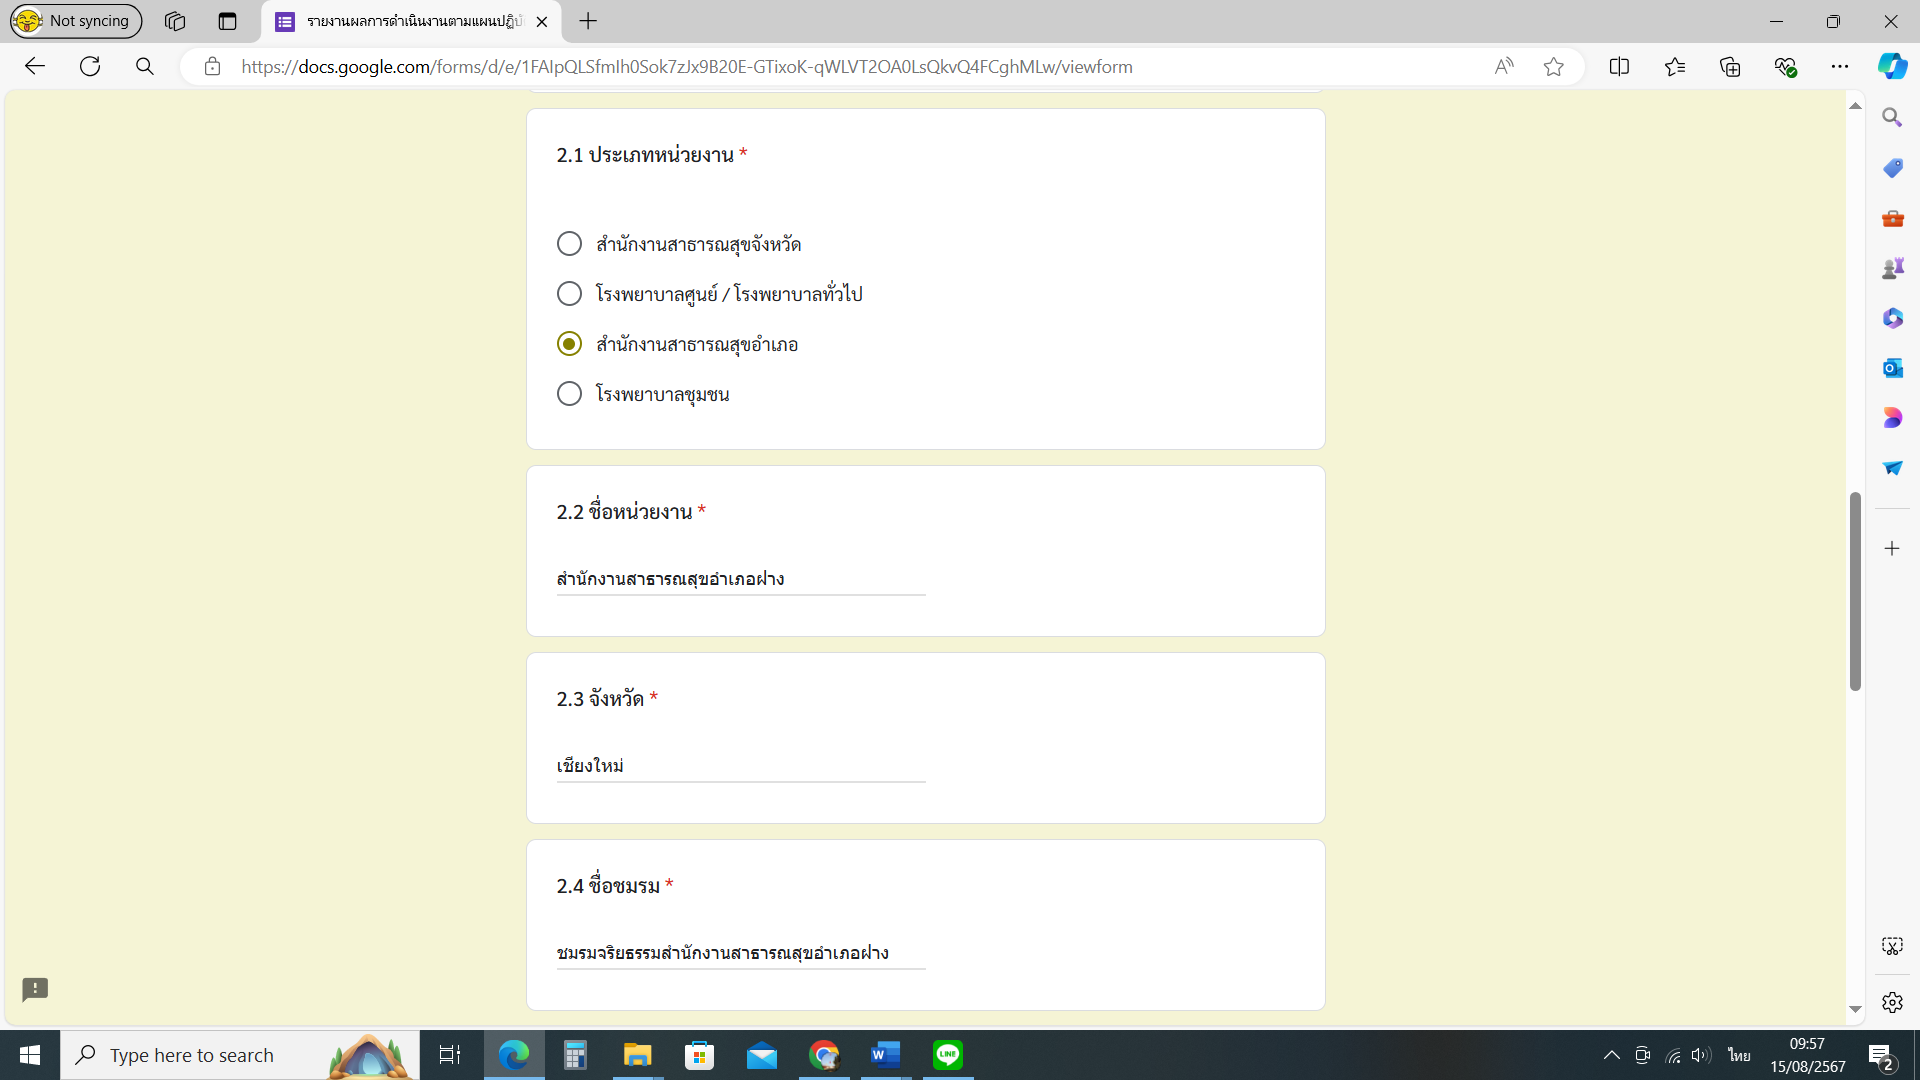 Not syncing
รายงานผลการดำเนินงานตามแผนปฏิบั
https://docs.google.com/forms/d/e/1FAIpQLSfmIh0Sok7zJx9B20E-GTixoK-qWLVT2OA0LsQkvQ4FCghMLw/viewform
2.1 ประเภทหน่วยงาน *
สำนักงานสาธารณสุขจังหวัด
โรงพยาบาลศูนย์ / โรงพยาบาลทั่วไป
สำนักงานสาธารณสุขอำเภอ
โรงพยาบาลชุมชน
2.2 ชื่อหน่วยงาน *
สำนักงานสาธารณสุขอำเภอฝาง
2.3 จังหวัด *
เชียงใหม่
2.4 ชื่อชมรม *
ชมรมจริยธรรมสำนักงานสาธารณสุขอำเภอฝาง
Type here to search
ไทย
09:57
15/08/2567
2